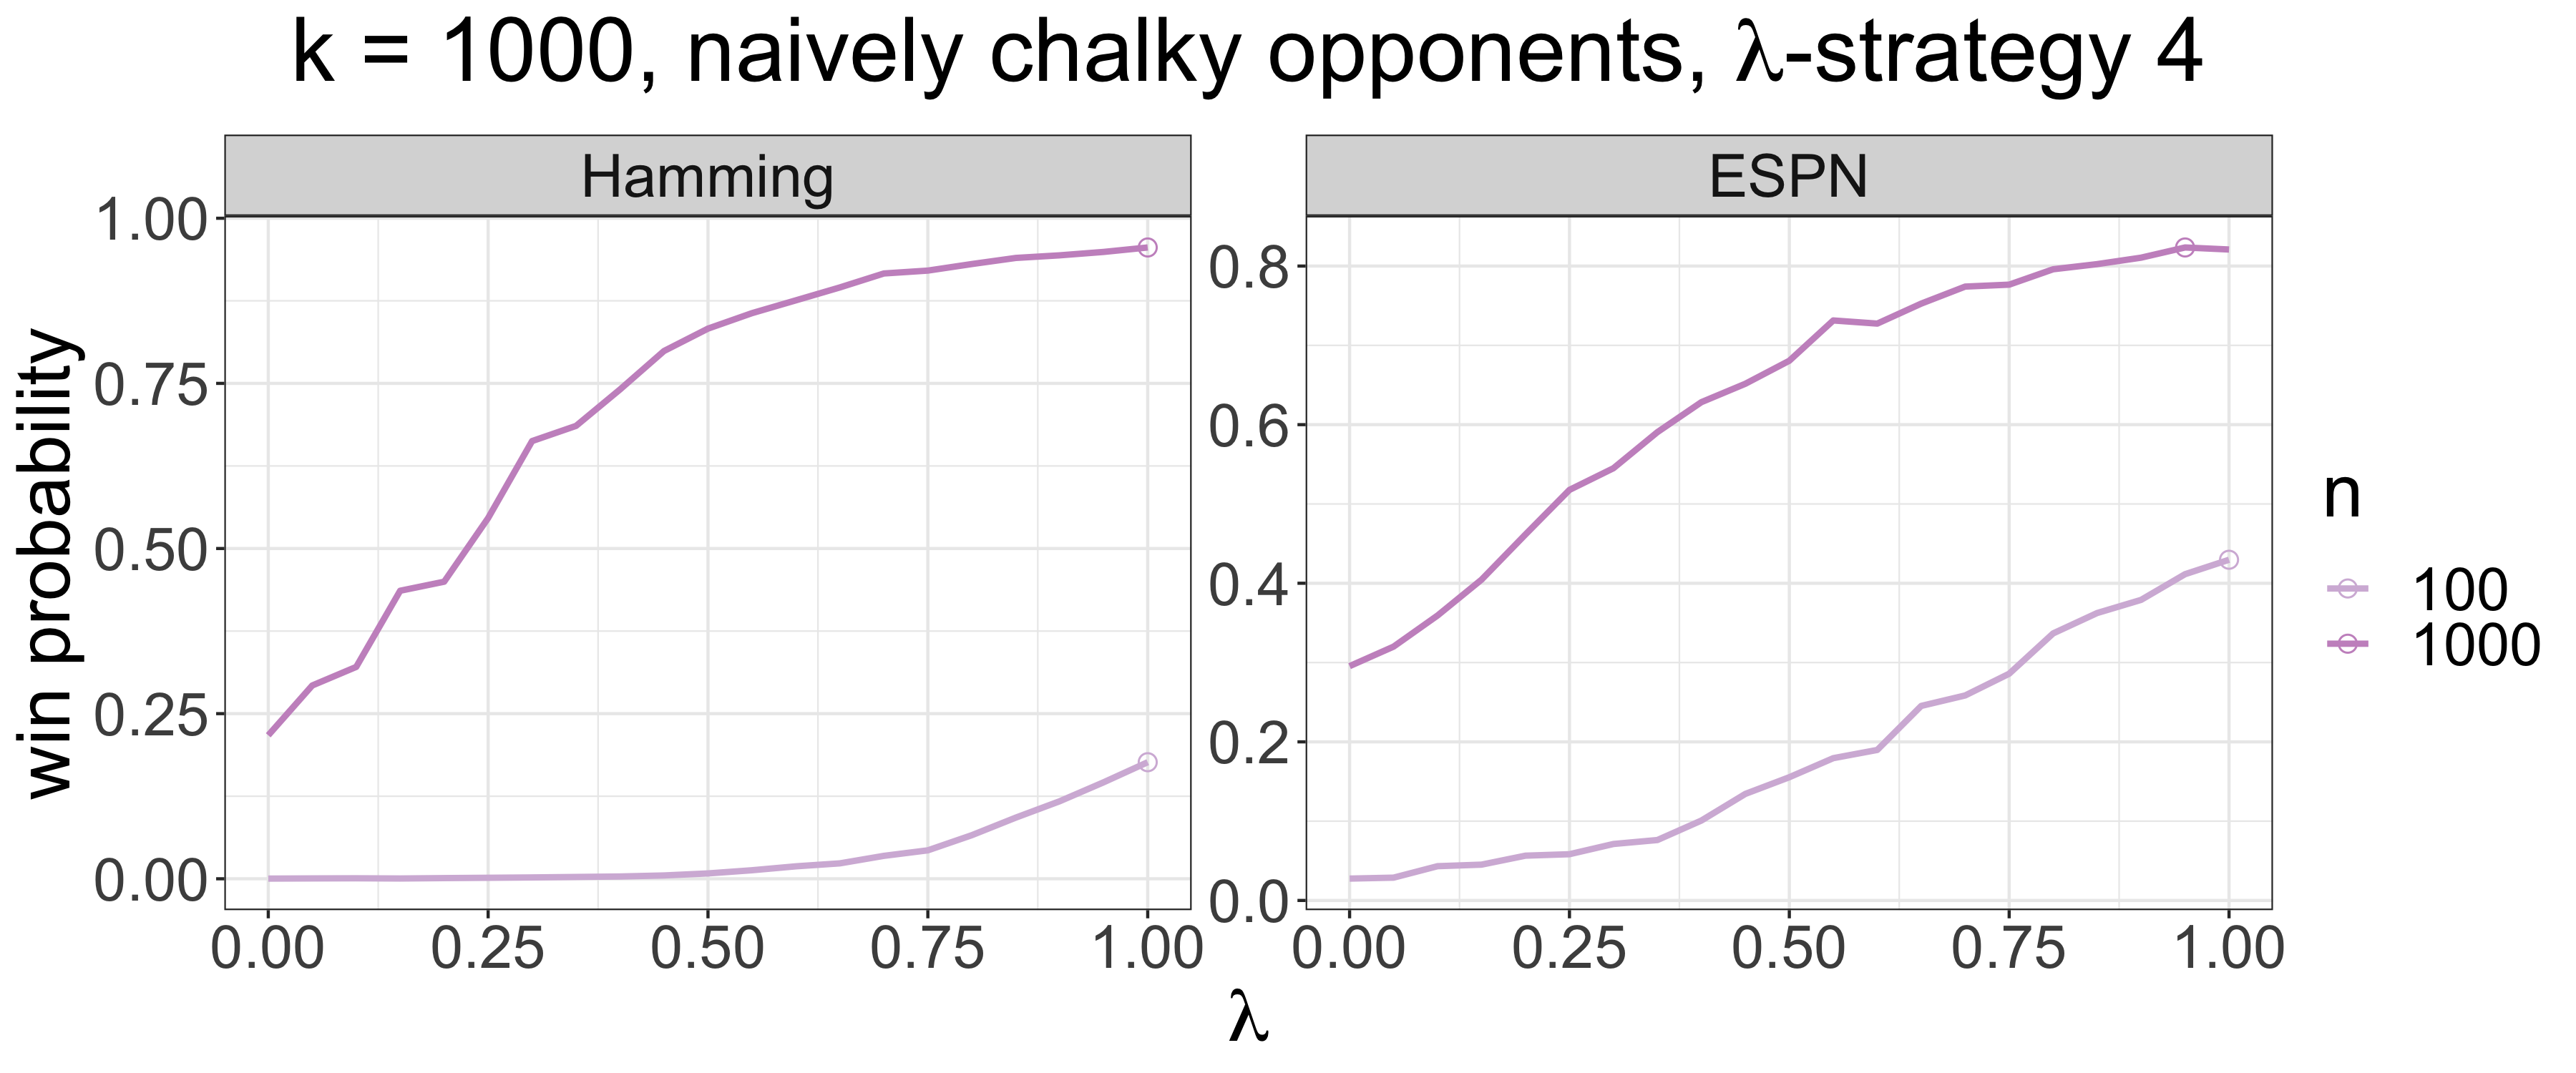 k = 1000, naively chalky opponents, λ-strategy 4
Hamming
ESPN
win probability
1.00
0.75
0.50
0.25
0.00
0.8
0.6
0.4
0.2
0.0
0.00 0.25 0.50 0.75 1.00
0.00 0.25 0.50 0.75 1.00
λ
n
100
1000